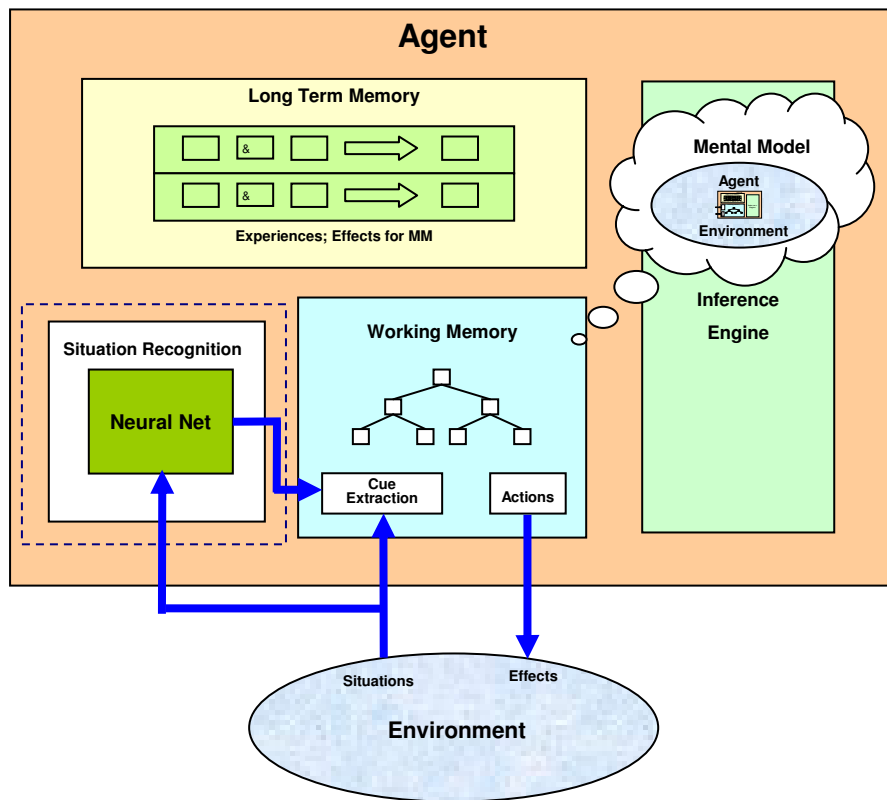 Agent
Long Term Memory
&
&
Experiences; Effects for MM
Mental Model
Agent
Environment
Inference
Engine
Situation Recognition
Neural Net
Working Memory
Cue
Extraction
Actions
Situations
Effects
Environment